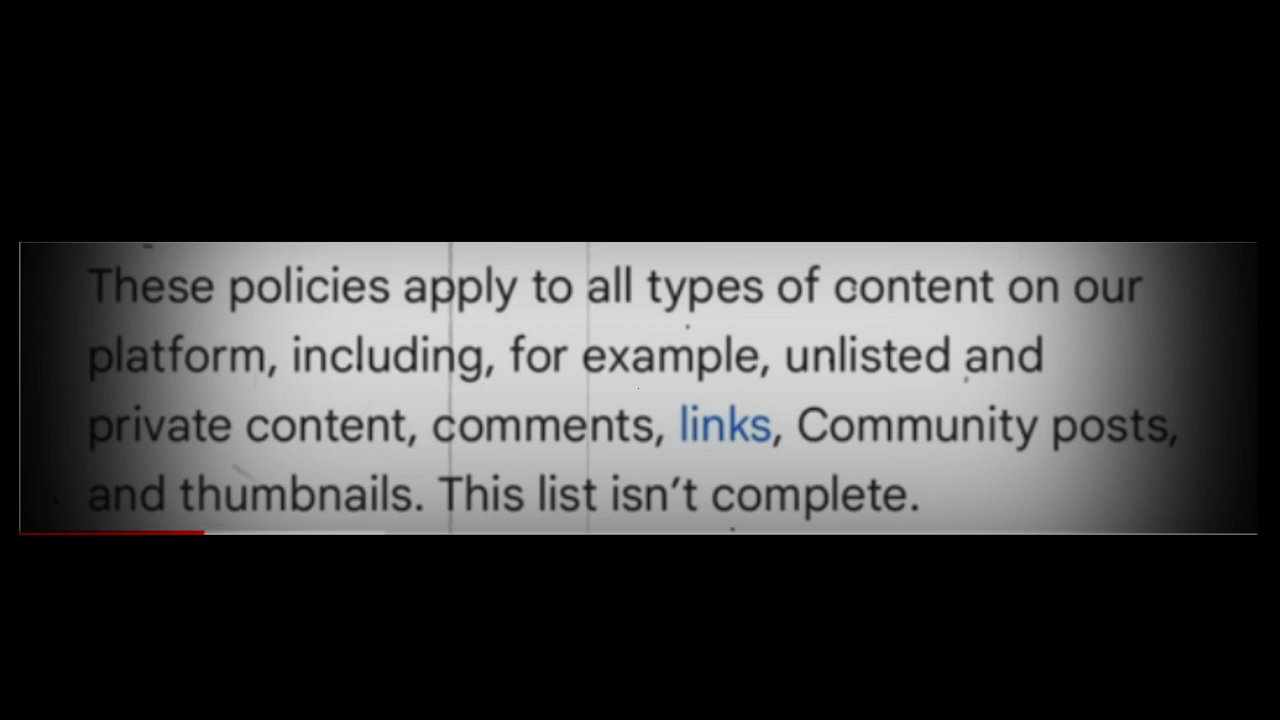 These policies apply to all types of content on our
platform, including, for example, unlisted and
private content, comments, links, Community posts,
and thumbnails. This list isn’t complete.